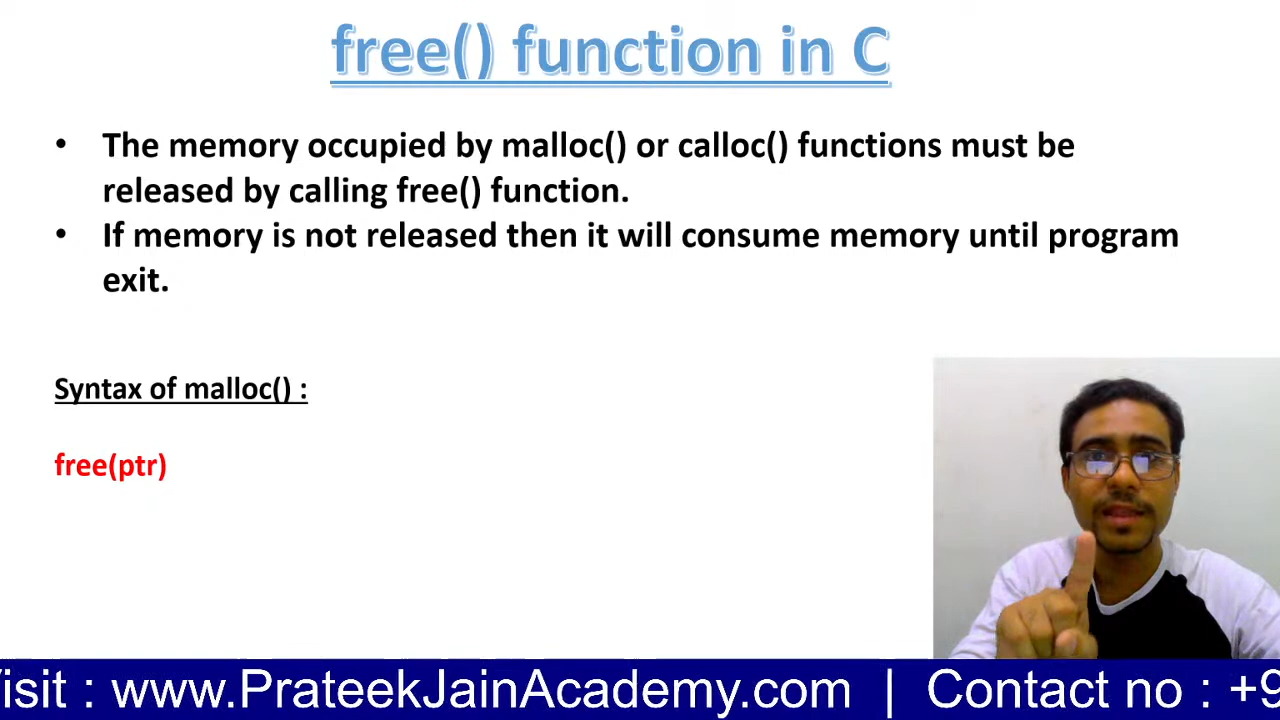 free() function in C
• The memory occupied by malloc() or calloc() functions must be
released by calling free() function.
• If memory is not released then it will consume memory until program
exit.
Syntax of malloc() :
free(ptr)
isit : www.PrateekJainAcademy.com | Contact no : +9